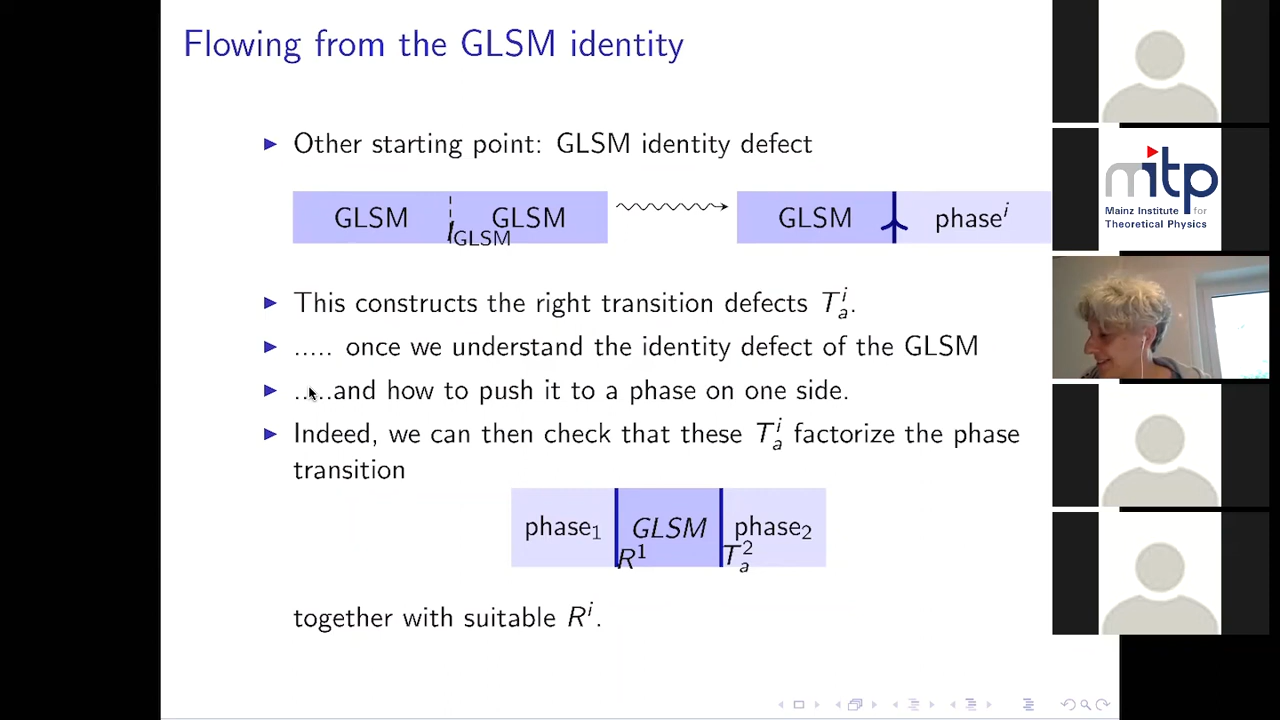 Flowing from the GLSM identity
▶ Other starting point: GLSM identity defect
GLSM GLSM GLSM phase^i
I_GLSM
▶ This constructs the right transition defects T_a^i.
▶ ..... once we understand the identity defect of the GLSM
▶ .....and how to push it to a phase on one side.
▶ Indeed, we can then check that these T_a^i factorize the phase
transition
phase_1 GLSM phase_2
R^1 T_a^2
together with suitable R^i.
mitp
Mainz Institute for
Theoretical Physics